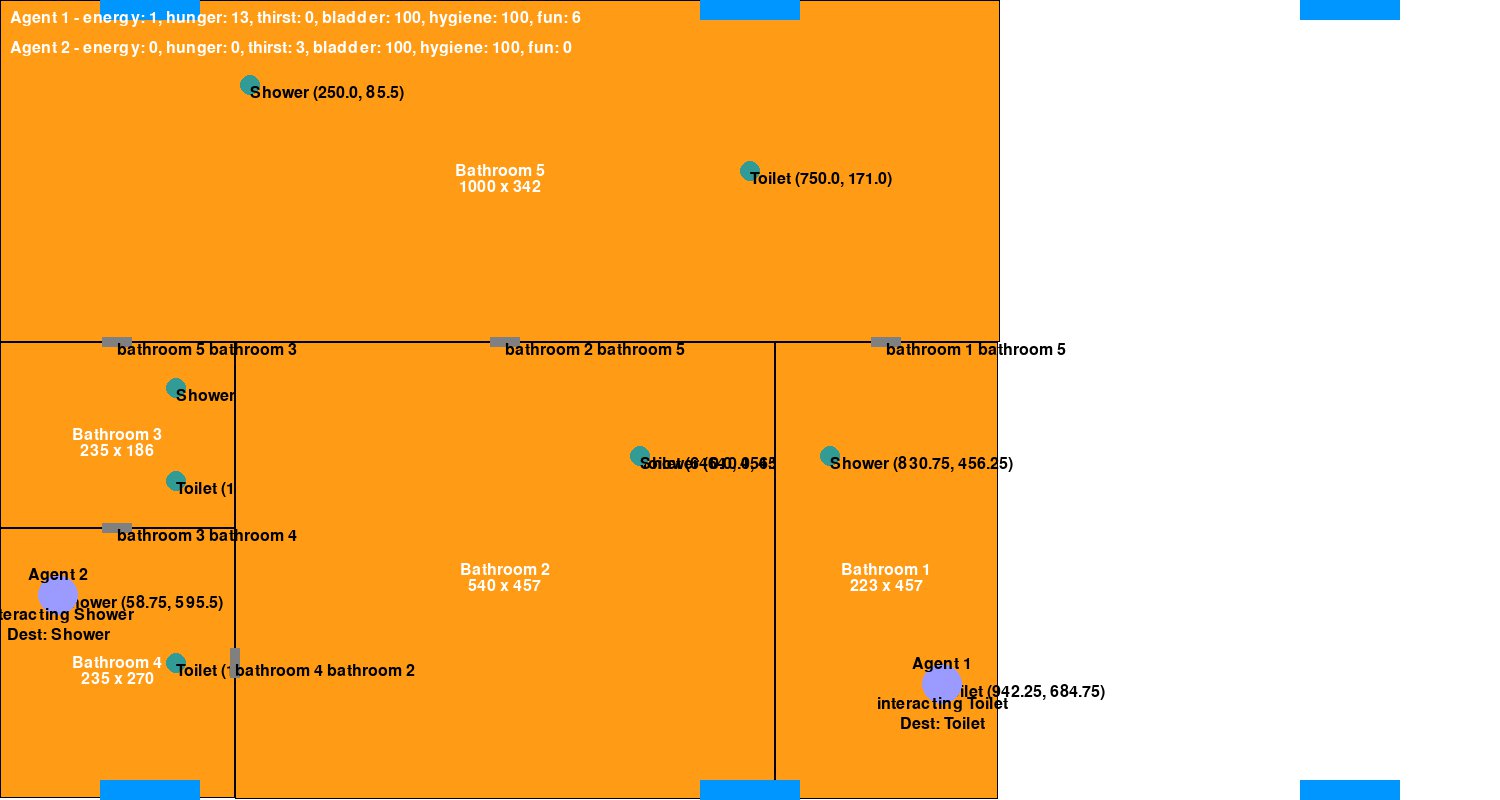 Agent 1 - energy: 1, hunger: 13, thirst: 0, bladder: 100, hygiene: 100, fun: 6
Agent 2 - energy: 0, hunger: 0, thirst: 3, bladder: 100, hygiene: 100, fun: 0
Shower (250.0, 85.5)
Bathroom 5
1000 x 342
Toilet (750.0, 171.0)
bathroom 5 bathroom 3
bathroom 2 bathroom 5
bathroom 1 bathroom 5
Shower
Bathroom 3
235 x 186
Toilet (1
Shower (830.75, 456.25)
bathroom 3 bathroom 4
Agent 2
ower (58.75, 595.5)
teracting Shower
Dest: Shower
Bathroom 4
235 x 270
Toilet (1
bathroom 4 bathroom 2
Bathroom 2
540 x 457
Bathroom 1
223 x 457
Agent 1
ilet (942.25, 684.75)
interacting Toilet
Dest: Toilet